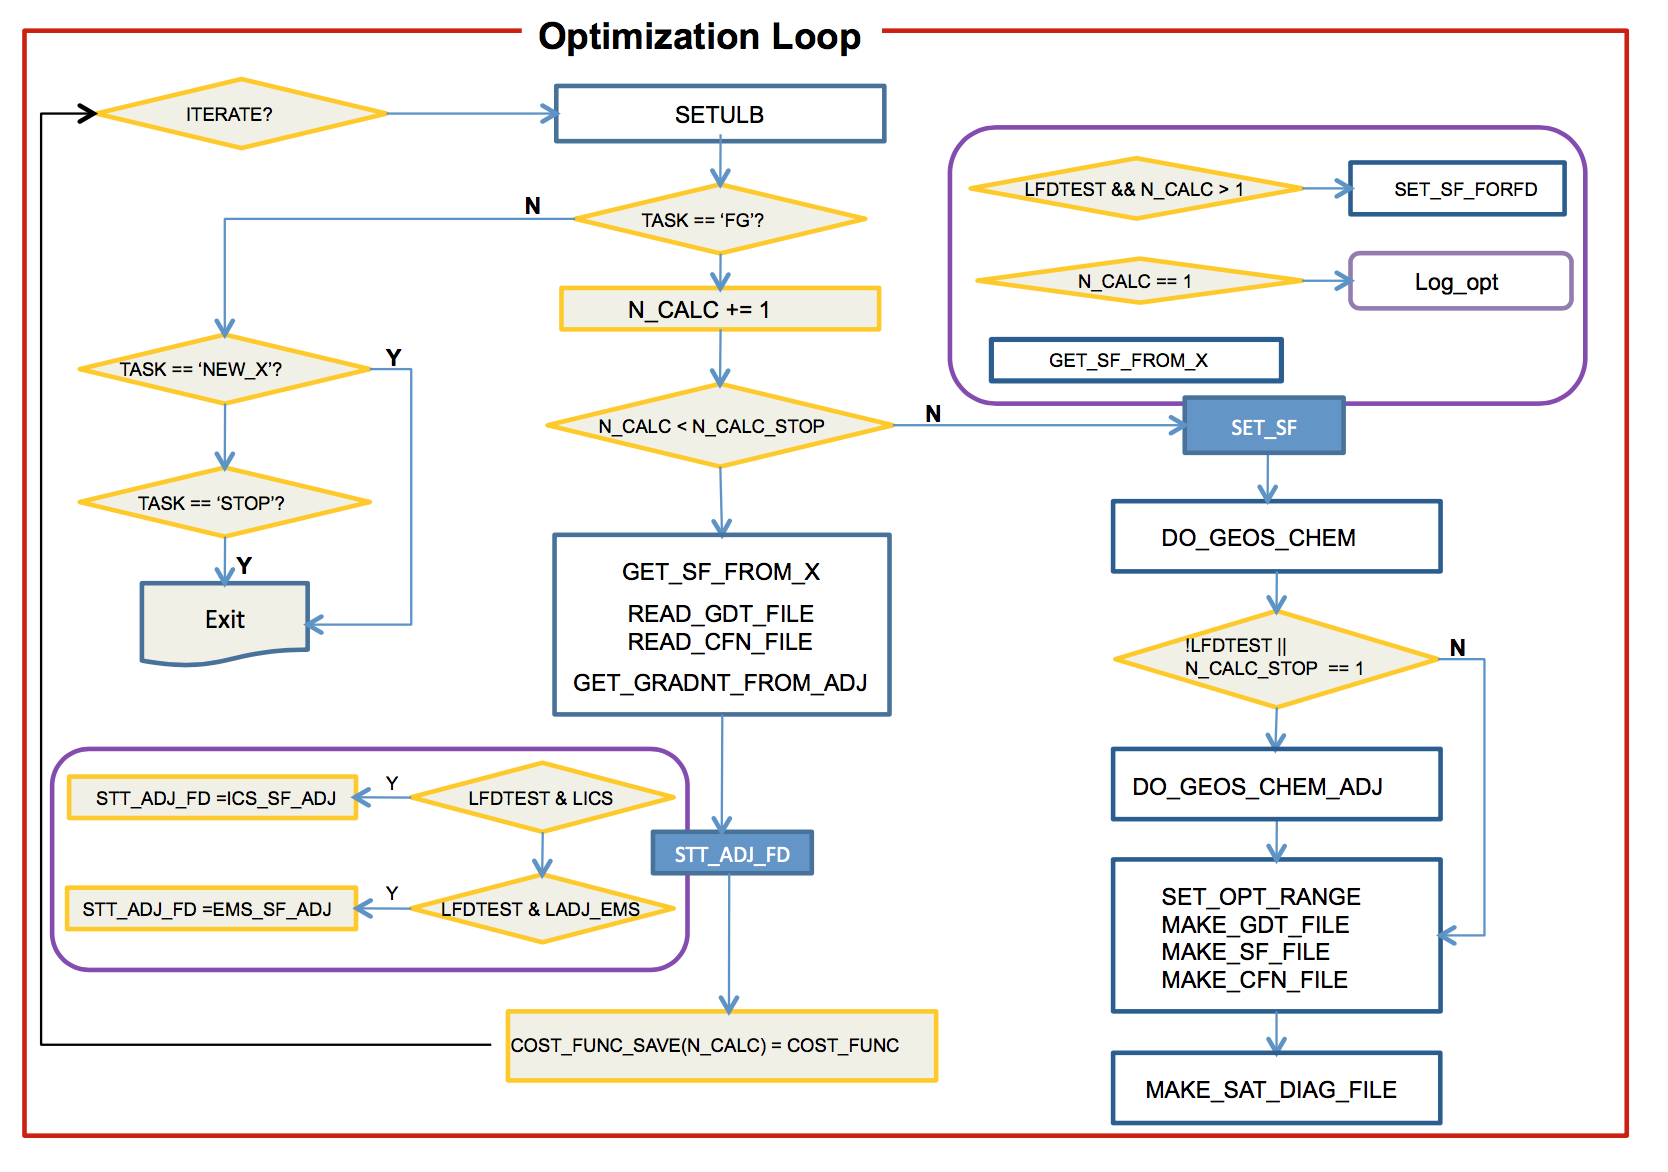 Optimization Loop
ITERATE?
SETULB
TASK == ‘FG’?
N
N_CALC += 1
TASK == ‘NEW_X’?
Y
TASK == ‘STOP’?
Y
Exit
N_CALC < N_CALC_STOP
N
GET_SF_FROM_X
READ_GDT_FILE
READ_CFN_FILE
GET_GRADNT_FROM_ADJ
LFDTEST & LICS
Y
STT_ADJ_FD =ICS_SF_ADJ
LFDTEST & LADJ_EMS
Y
STT_ADJ_FD =EMS_SF_ADJ
STT_ADJ_FD
COST_FUNC_SAVE(N_CALC) = COST_FUNC
LFDTEST && N_CALC > 1
SET_SF_FORFD
N_CALC == 1
Log_opt
GET_SF_FROM_X
SET_SF
DO_GEOS_CHEM
!LFDTEST ||
N_CALC_STOP == 1
N
DO_GEOS_CHEM_ADJ
SET_OPT_RANGE
MAKE_GDT_FILE
MAKE_SF_FILE
MAKE_CFN_FILE
MAKE_SAT_DIAG_FILE